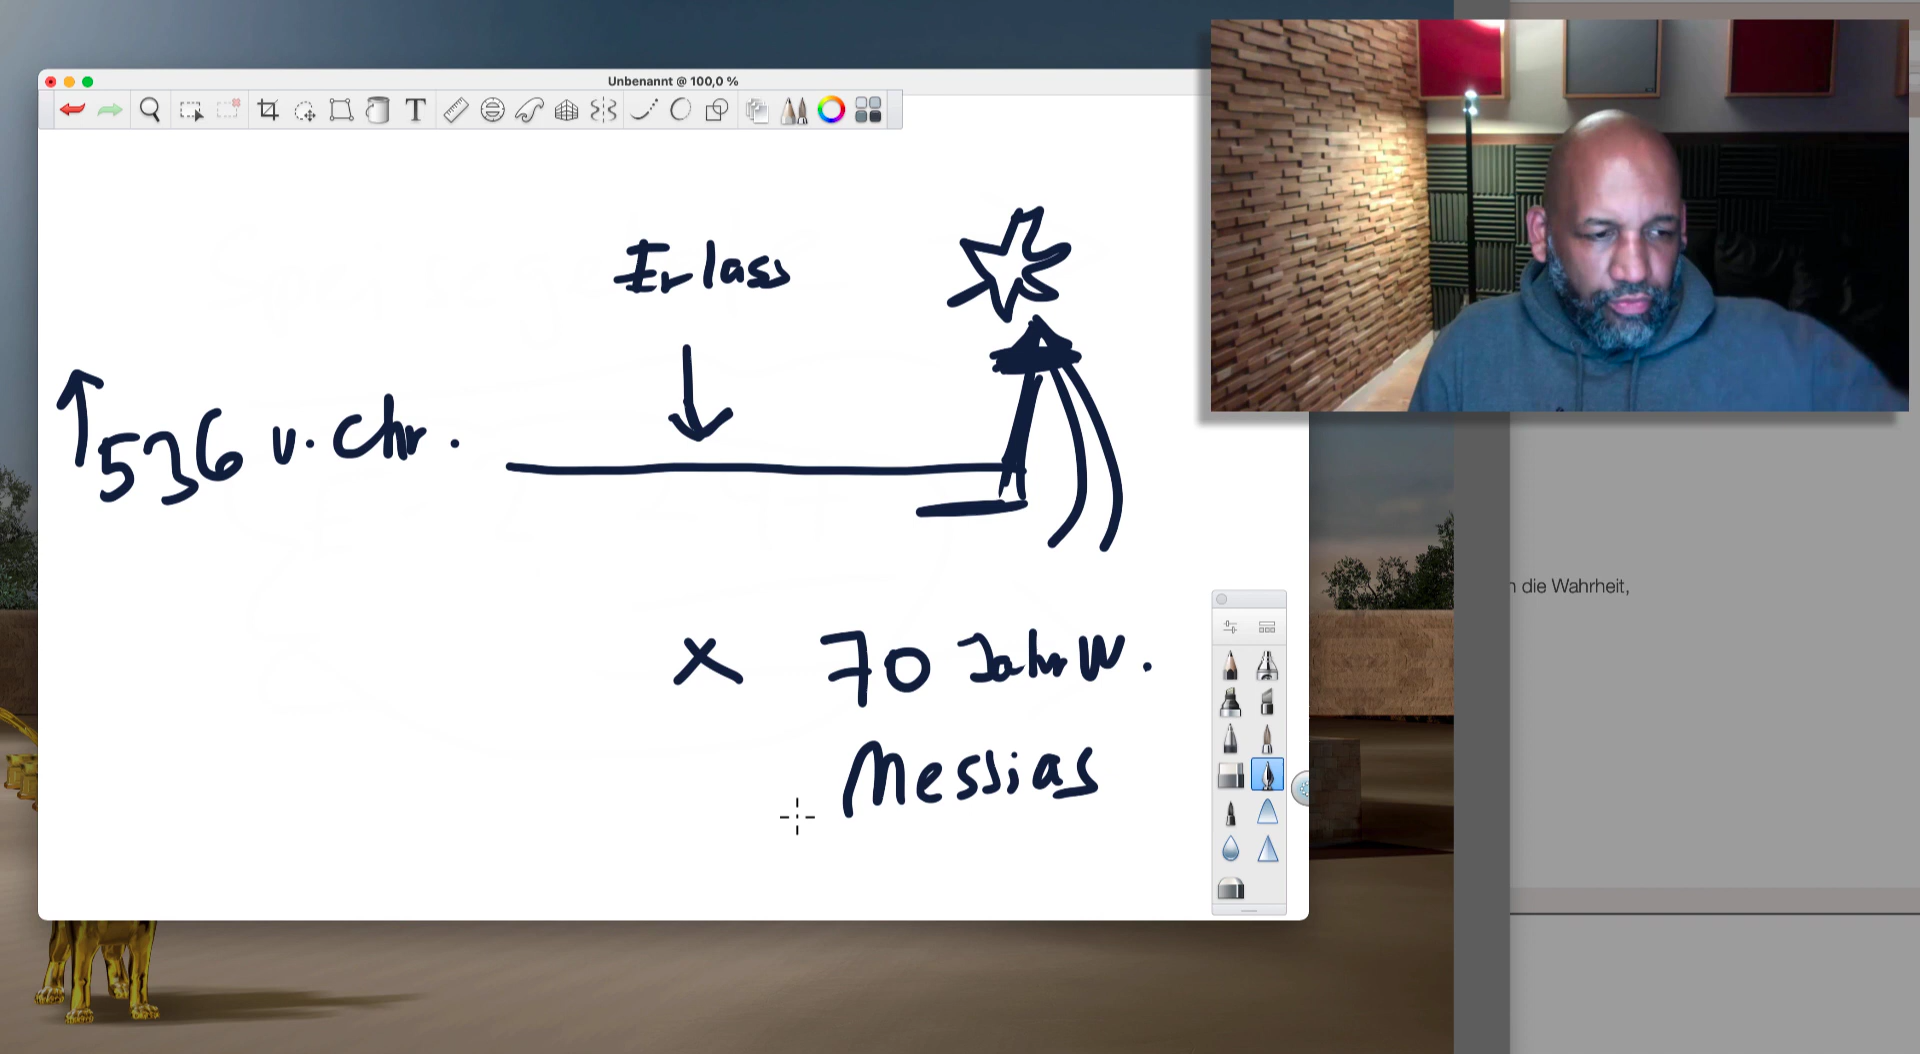 Unbenannt @ 100,0 %
Erlass
536 v. Chr.
n die Wahrheit,
x 70 JahrW.
Messias